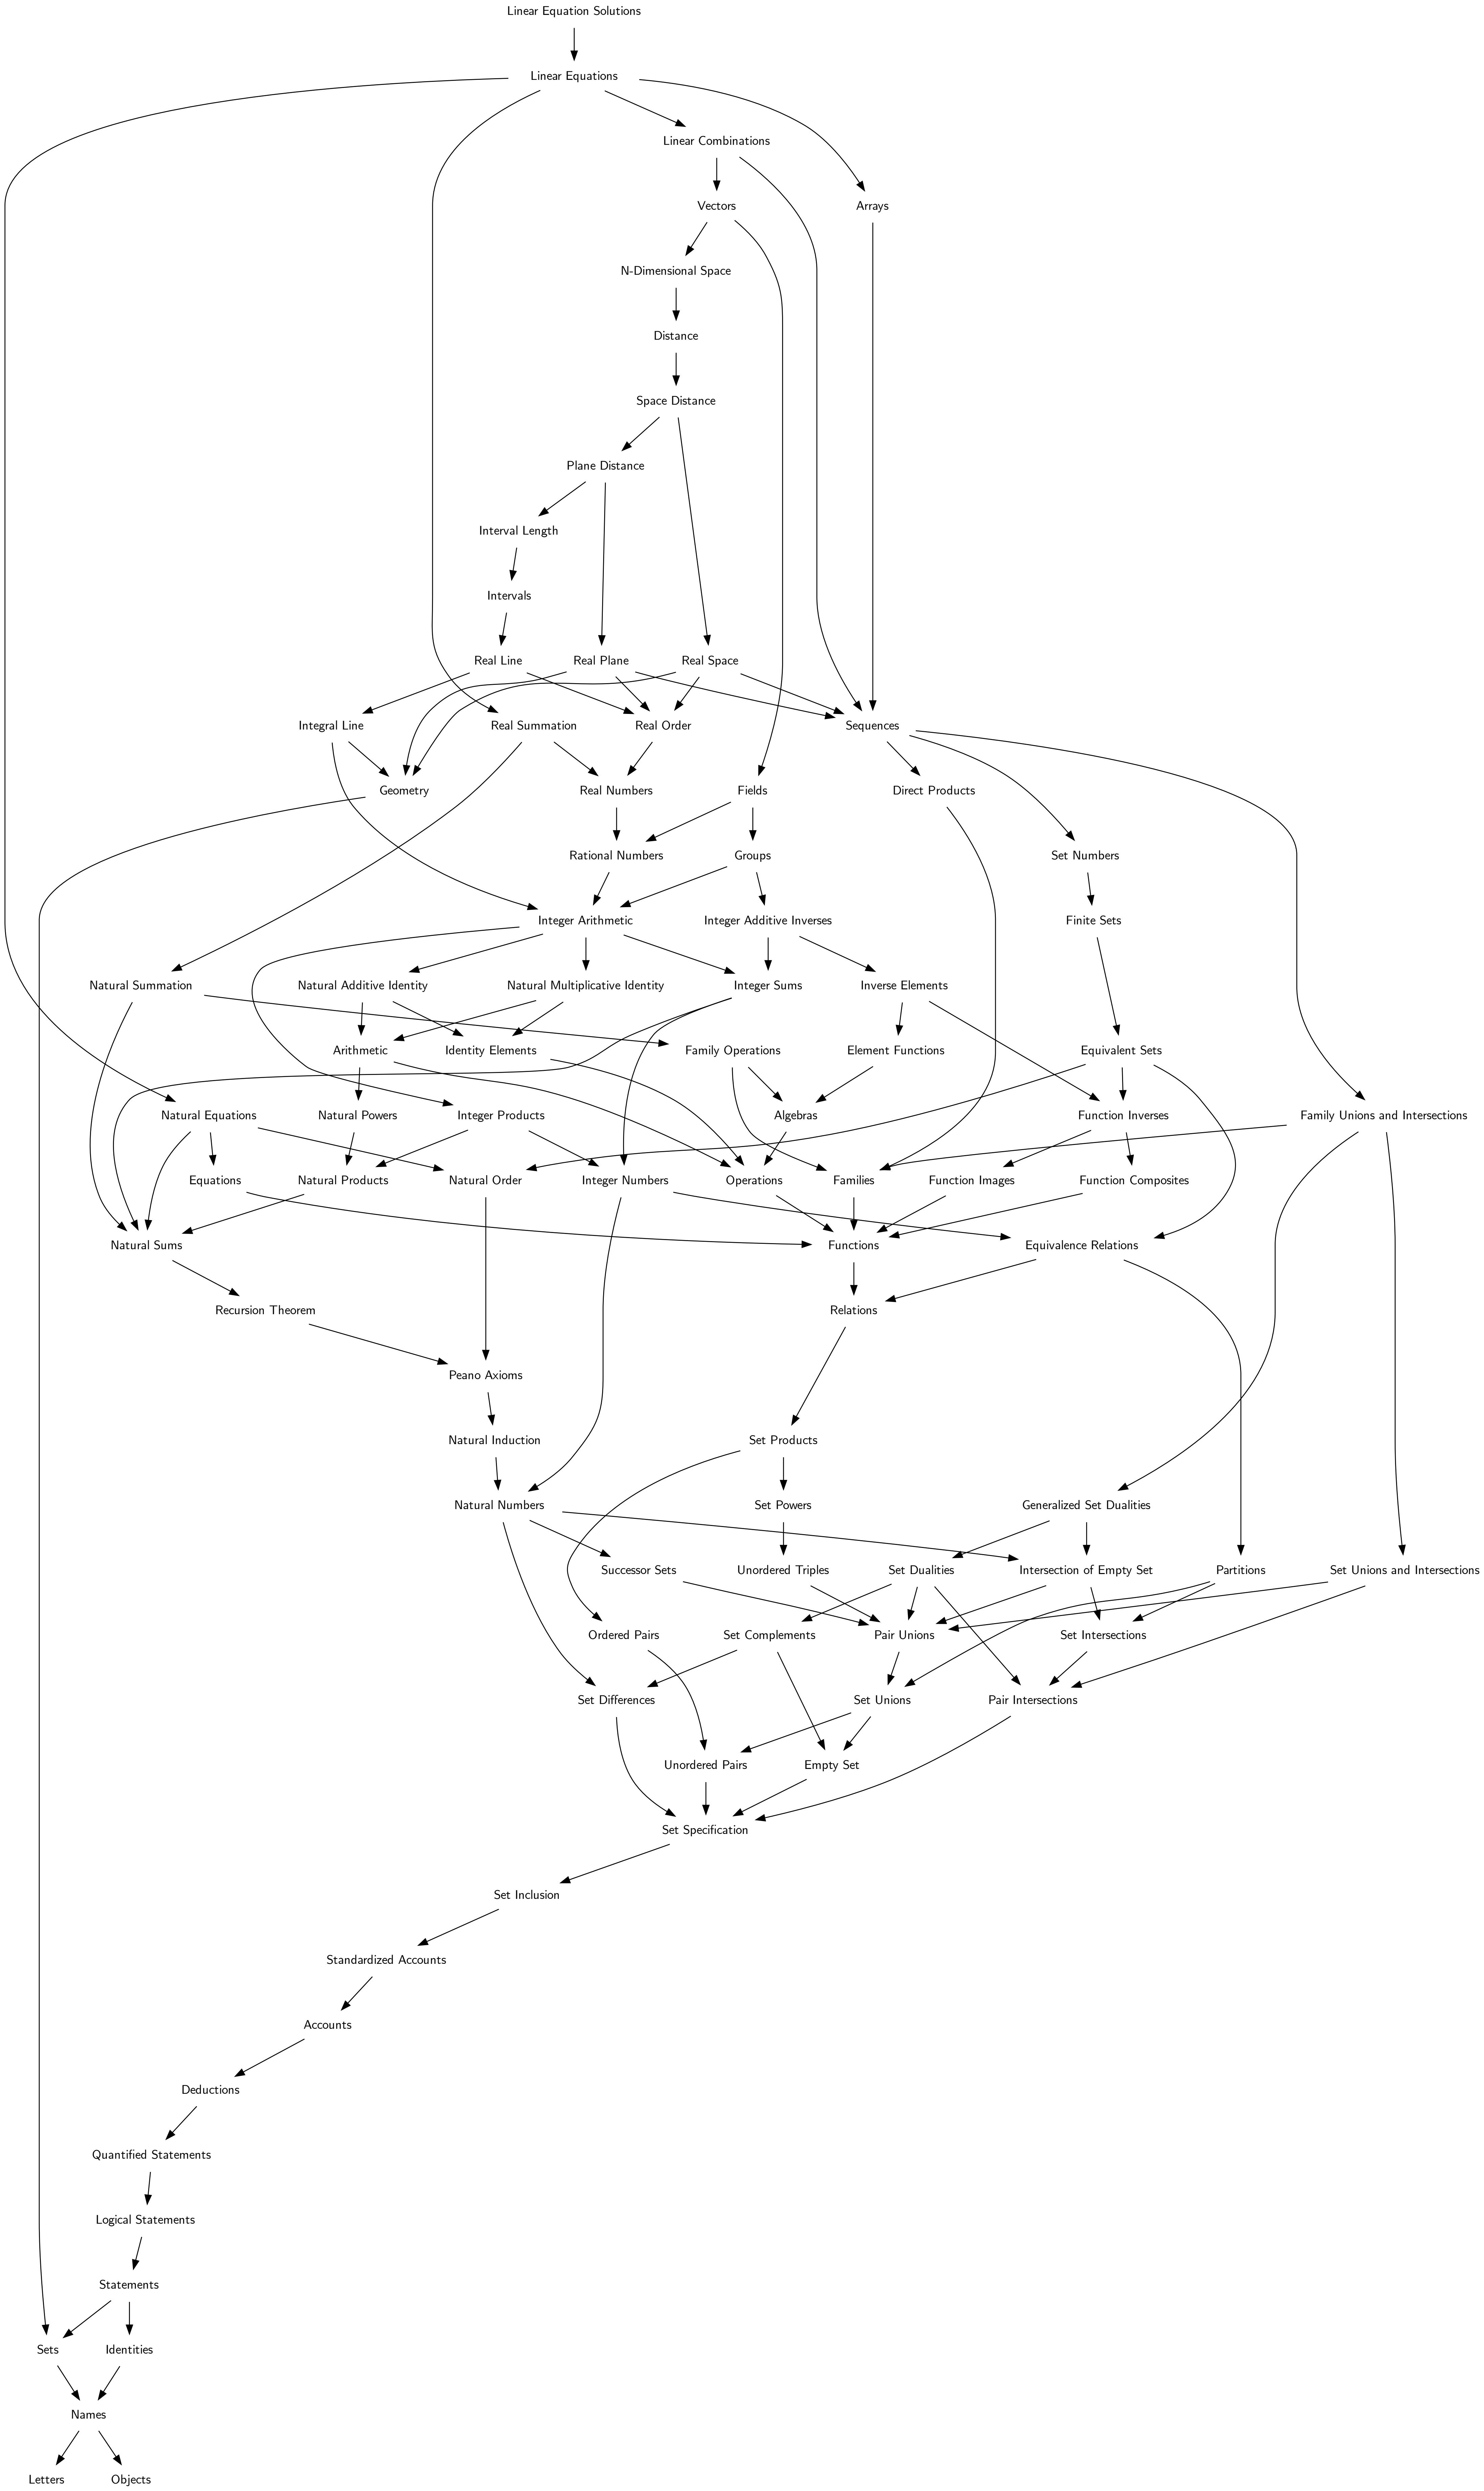 Linear Equation Solutions
Linear Equations
Linear Combinations
Vectors
Arrays
N-Dimensional Space
Distance
Space Distance
Plane Distance
Interval Length
Intervals
Real Line
Real Plane
Real Space
Integral Line
Real Summation
Real Order
Sequences
Geometry
Real Numbers
Fields
Direct Products
Rational Numbers
Groups
Set Numbers
Integer Arithmetic
Integer Additive Inverses
Finite Sets
Natural Summation
Natural Additive Identity
Natural Multiplicative Identity
Integer Sums
Inverse Elements
Arithmetic
Identity Elements
Family Operations
Element Functions
Equivalent Sets
Natural Equations
Natural Powers
Integer Products
Algebras
Function Inverses
Family Unions and Intersections
Equations
Natural Products
Natural Order
Integer Numbers
Operations
Families
Function Images
Function Composites
Natural Sums
Functions
Equivalence Relations
Recursion Theorem
Relations
Peano Axioms
Natural Induction
Set Products
Natural Numbers
Set Powers
Generalized Set Dualities
Successor Sets
Unordered Triples
Set Dualities
Intersection of Empty Set
Partitions
Set Unions and Intersections
Ordered Pairs
Set Complements
Pair Unions
Set Intersections
Set Differences
Set Unions
Pair Intersections
Unordered Pairs
Empty Set
Set Specification
Set Inclusion
Standardized Accounts
Accounts
Deductions
Quantified Statements
Logical Statements
Statements
Sets
Identities
Names
Letters
Objects